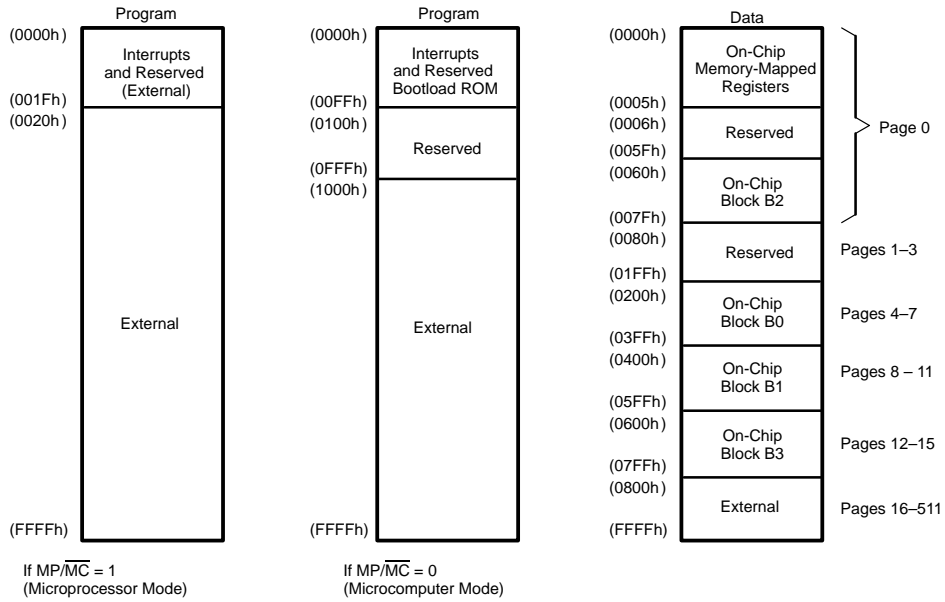 Program
(0000h)
Interrupts
and Reserved
(External)
(001Fh)
(0020h)
External
(FFFFh)
If MP/MC = 1
(Microprocessor Mode)
Program
(0000h)
Interrupts
and Reserved
Bootload ROM
(00FFh)
(0100h)
Reserved
(0FFFh)
(1000h)
External
(FFFFh)
If MP/MC = 0
(Microcomputer Mode)
Data
(0000h)
On-Chip
Memory-Mapped
Registers
(0005h)
(0006h)
Reserved
(005Fh)
(0060h)
On-Chip
Block B2
(007Fh)
Page 0
(0080h)
Reserved
Pages 1–3
(01FFh)
(0200h)
On-Chip
Block B0
Pages 4–7
(03FFh)
(0400h)
On-Chip
Block B1
Pages 8 – 11
(05FFh)
(0600h)
On-Chip
Block B3
Pages 12–15
(07FFh)
(0800h)
External
Pages 16–511
(FFFFh)